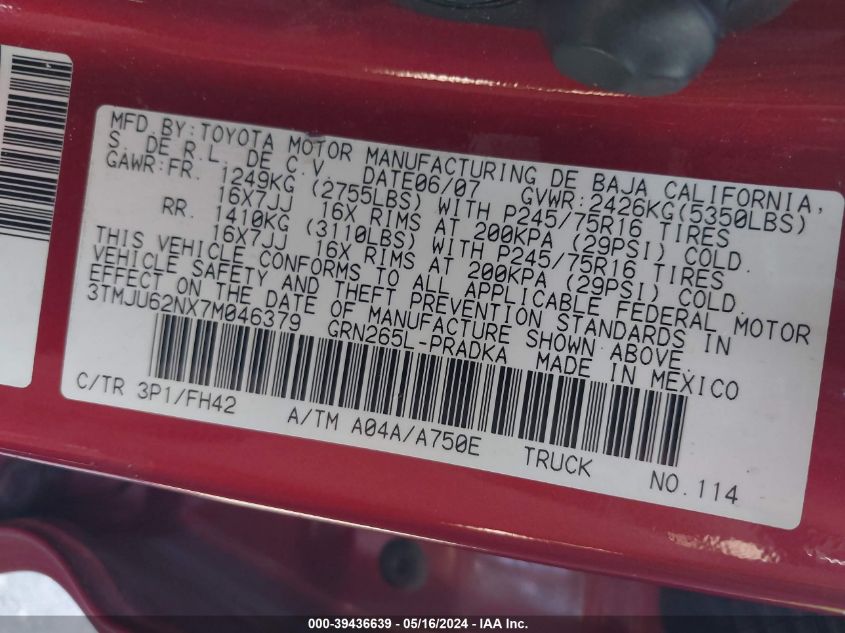 MFD.BY:TOYOTA MOTOR MANUFACTURING DE BAJA CALIFORNIA,
S. DE R.L. DE C.V. DATE06/07 GVWR:2426KG(5350LBS)
GAWR:FR. 1249KG (2755LBS) WITH P245/75R16 TIRES
16X7JJ 16X RIMS AT 200KPA (29PSI) COLD.
RR. 1410KG (3110LBS) WITH P245/75R16 TIRES
16X7JJ 16X RIMS AT 200KPA (29PSI) COLD.
THIS VEHICLE CONFORMS TO ALL APPLICABLE FEDERAL MOTOR
VEHICLE SAFETY AND THEFT PREVENTION STANDARDS IN
EFFECT ON THE DATE OF MANUFACTURE SHOWN ABOVE.
3TMJU62NX7M046379 GRN265L-PRADKA MADE IN MEXICO
C/TR 3P1/FH42 A/TM A04A/A750E TRUCK NO.114
000-39436639 - 05/16/2024 - IAA Inc.